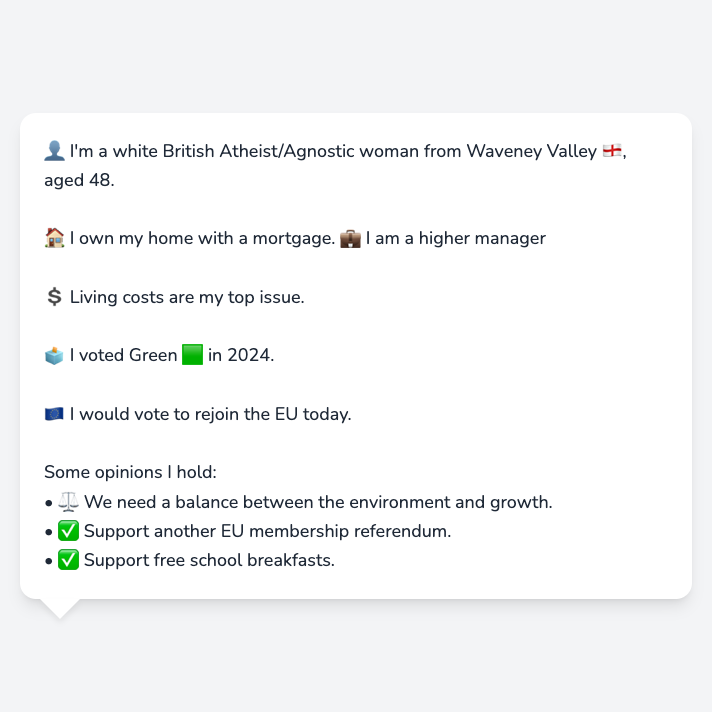 👤 I'm a white British Atheist/Agnostic woman from Waveney Valley 🏴󠁧󠁢󠁥󠁮󠁧󠁿,
aged 48.
🏠 I own my home with a mortgage. 💼 I am a higher manager
💲 Living costs are my top issue.
🗳️ I voted Green 🟩 in 2024.
🇪🇺 I would vote to rejoin the EU today.
Some opinions I hold:
• ⚖️ We need a balance between the environment and growth.
• ✅ Support another EU membership referendum.
• ✅ Support free school breakfasts.